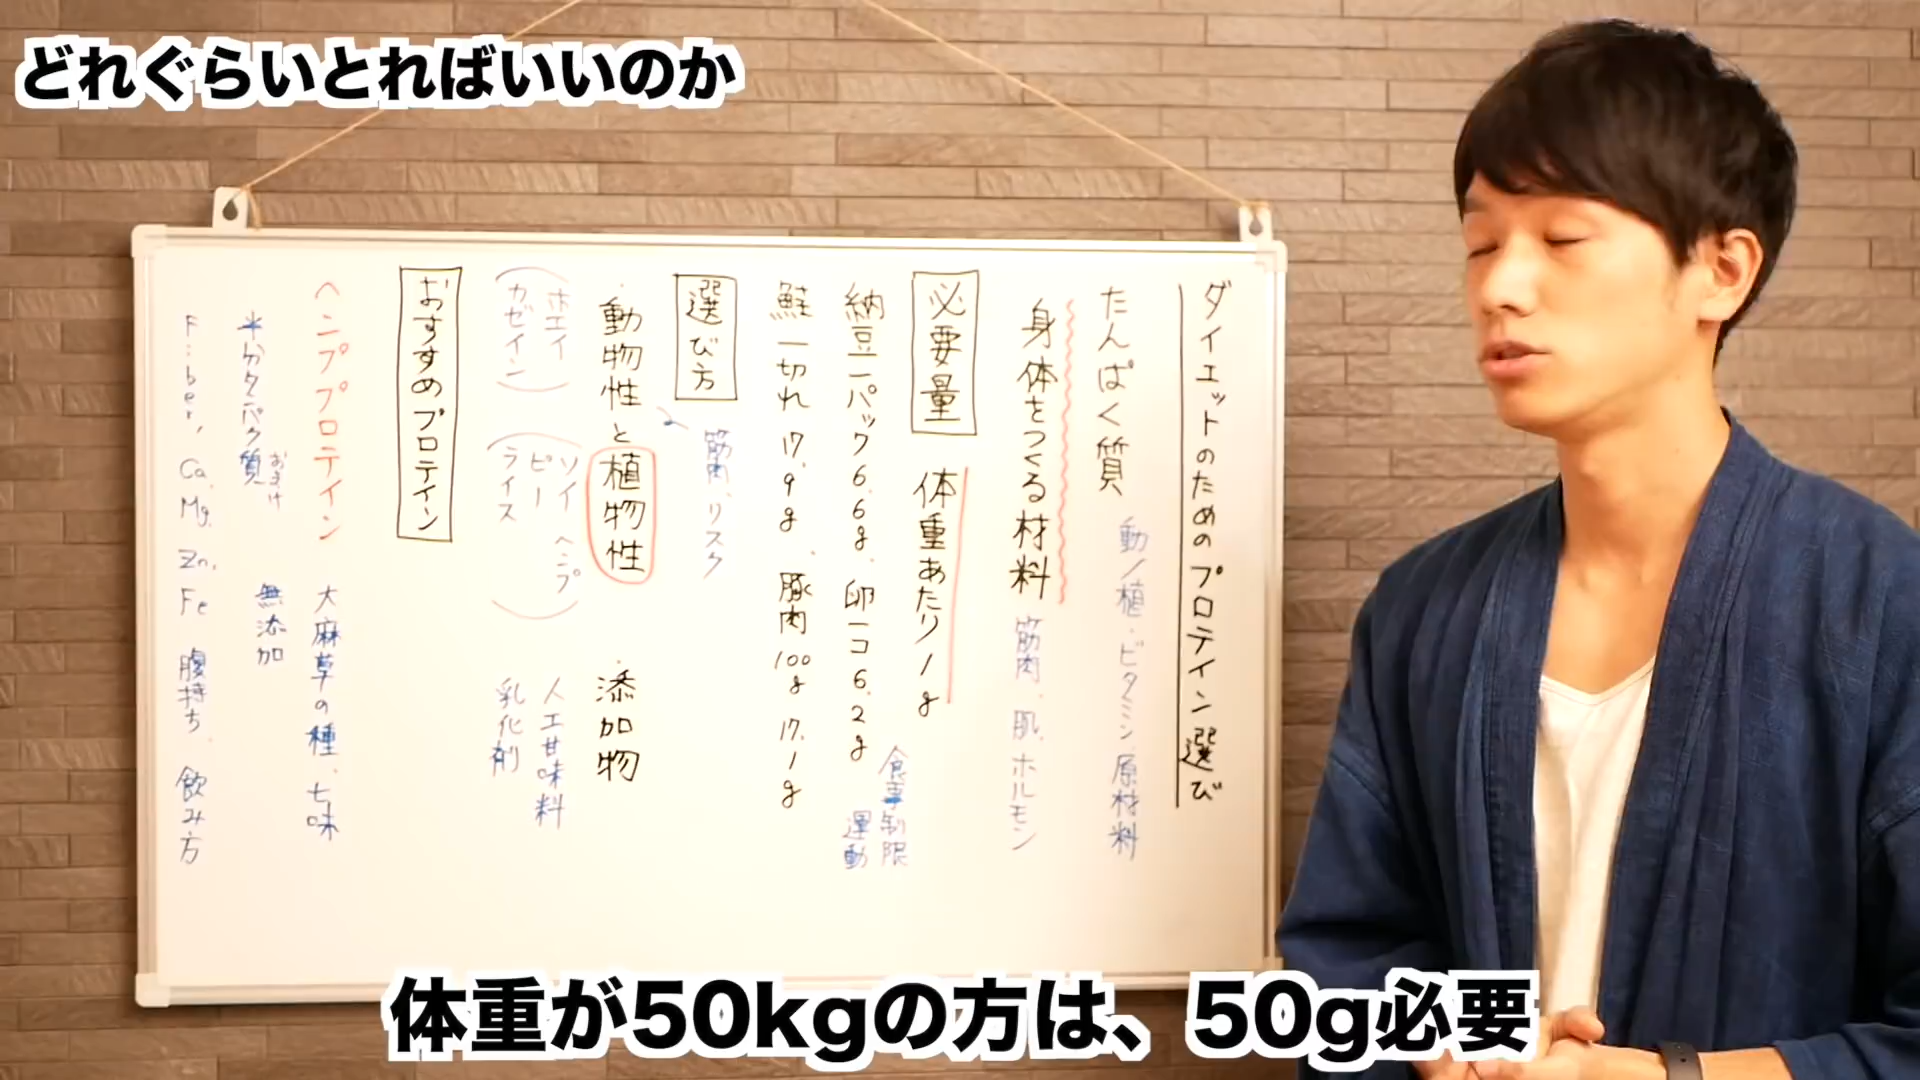 どれぐらいとればいいのか
ダイエットのためのプロテイン選び
たんぱく質
動/植・ビタミン 原材料
身体をつくる材料
筋肉、肌、ホルモン
必要量
体重あたり1g
食事制限
運動
納豆一パック6.6g、卵一コ6.2g
鮭一切れ17.9g、豚肉100g 17.1g
選び方
筋肉、リスク
・動物性と植物性
・添加物
ホエイ
カゼイン
ソイ ヘンプ
ピー
ライス
人工甘味料
乳化剤
おすすめプロテイン
ヘンププロテイン
大麻草の種、七味
無添加
Fiber, Ca, Mg, Zn, Fe 腹持ち、飲み方
体重が50kgの方は、50g必要